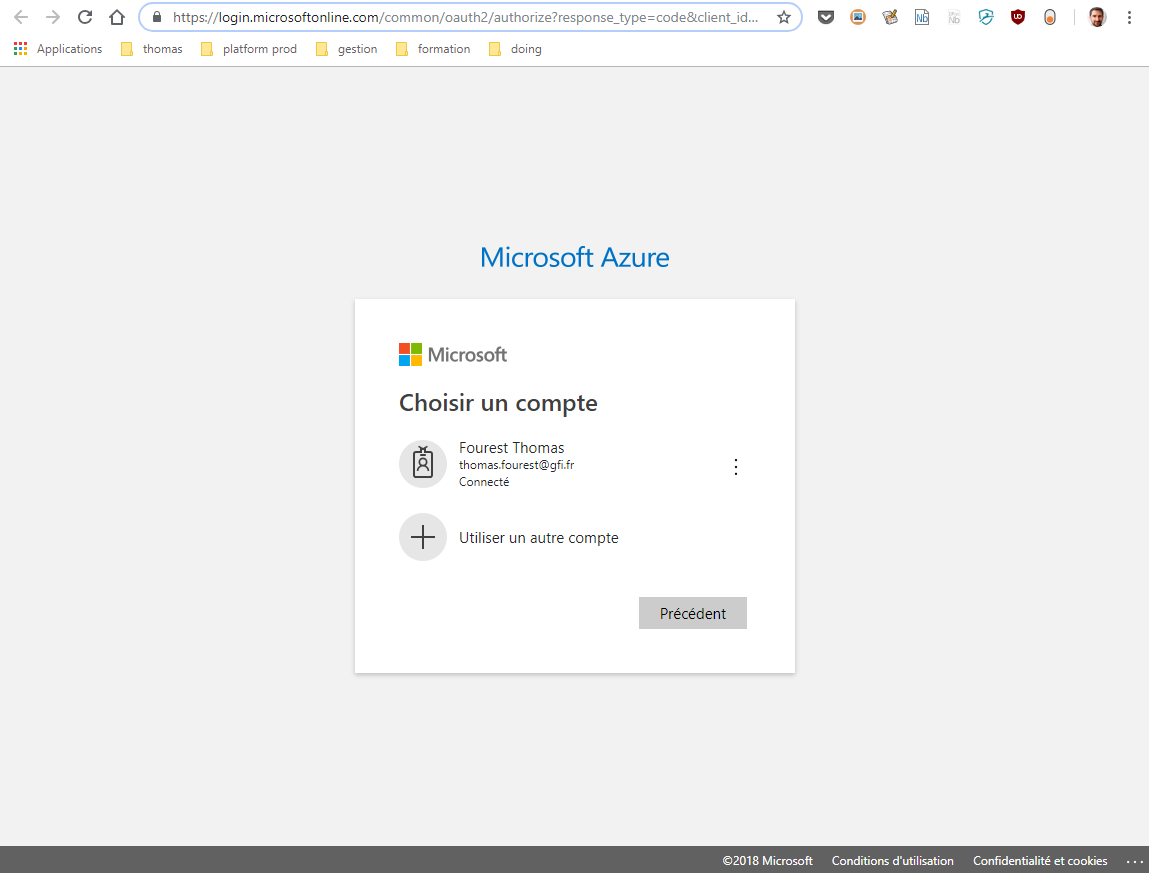 https://login.microsoftonline.com/common/oauth2/authorize?response_type=code&client_id...
Applications thomas platform prod gestion formation doing
Microsoft Azure
Microsoft
Choisir un compte
Fourest Thomas
thomas.fourest@gfi.fr
Connecté
Utiliser un autre compte
Précédent
©2018 Microsoft Conditions d'utilisation Confidentialité et cookies ...